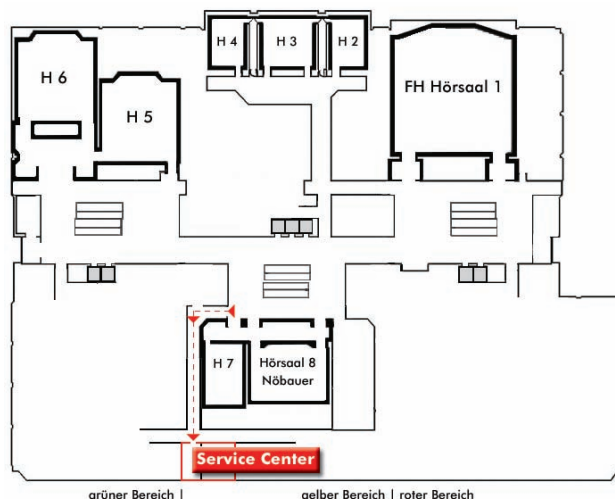 H 4
H 3
H 2
H 6
H 5
FH Hörsaal 1
H 7
Hörsaal 8
Nöbauer
Service Center
grüner Bereich |
gelber Bereich | roter Bereich